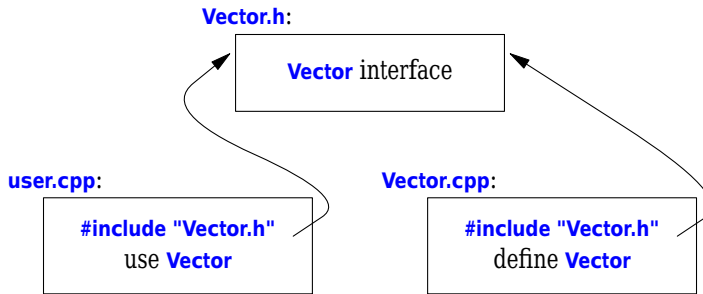 Vector.h:
Vector interface
user.cpp:
Vector.cpp:
#include "Vector.h"
use Vector
#include "Vector.h"
define Vector